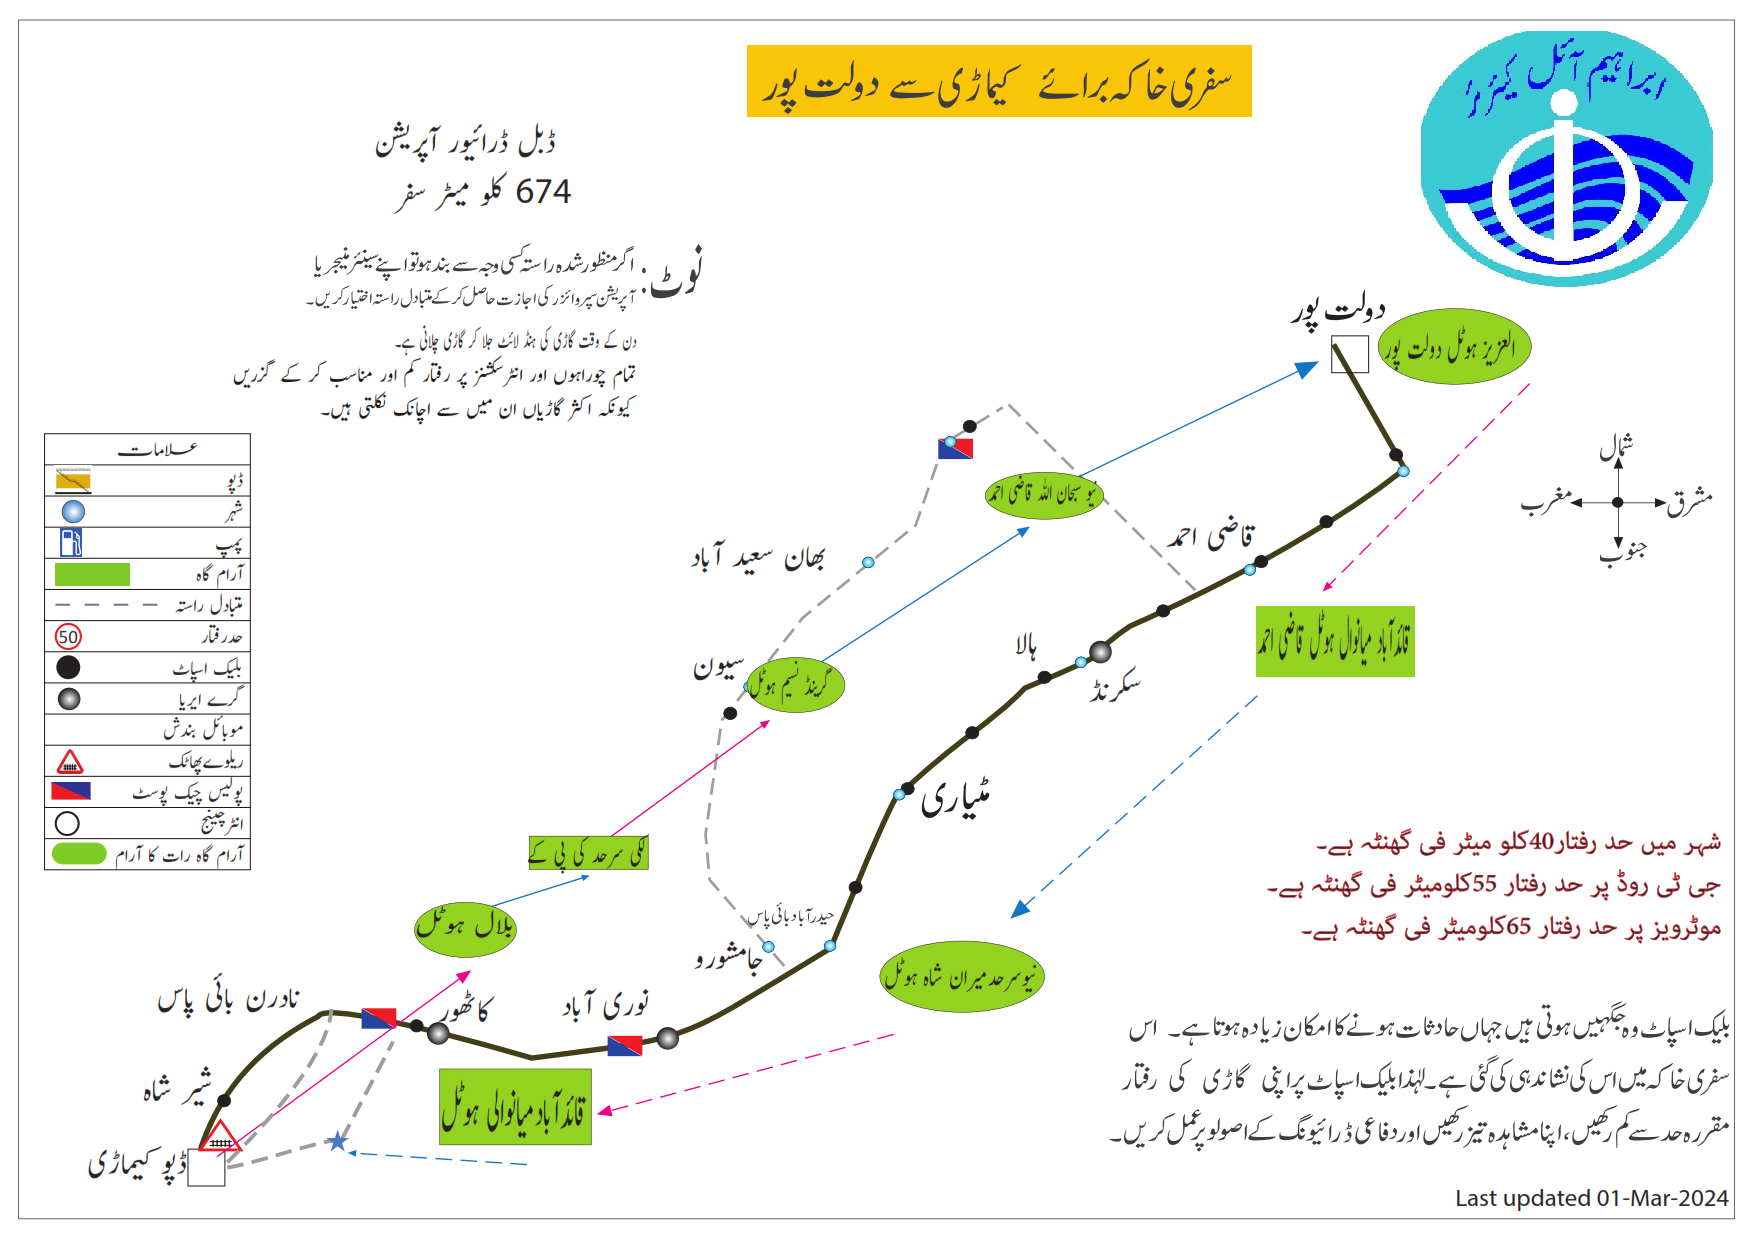 ابراہیم آئل کیرئرز
سفری خاکہ برائے کیماڑی سے دولت پور
ڈبل ڈرائیور آپریشن
674 کلو میٹر سفر
نوٹ: اگر منظور شدہ راستہ کسی وجہ سے بند ہو تو اپنے سینئر منیجر یا
آپریشن سپروائزر کی اجازت حاصل کر کے متبادل راستہ اختیار کریں۔
دن کے وقت گاڑی کی ہنڈ لائٹ جلا کر گاڑی چلانی ہے۔
تمام چوراہوں اور انٹرسکشنز پر رفتار کم اور مناسب کر کے گزریں
کیونکہ اکثر گاڑیاں ان میں سے اچانک نکلتی ہیں۔
دولت پور
العزیز ہوٹل دولت پور
علامات
ڈپو
شہر
پمپ
آرام گاہ
متبادل راستہ
حد رفتار
50
بلیک اسپاٹ
گرے ایریا
موبائل بندش
ریلوے پھاٹک
پولیس چیک پوسٹ
انٹرچینج
آرام گاہ رات کا آرام
شمال
مشرق
مغرب
جنوب
نیو سبحان اللہ قاضی احمد
قاضی احمد
بھان سعید آباد
قائد آباد میانوال ہوٹل قاضی احمد
ہالا
سیون
گرینڈ نسیم ہوٹل
سکرنڈ
مٹیاری
لکی سرحد کی پی کے
بلال ہوٹل
حیدرآباد بائی پاس
جامشورو
نیو سرحد میران شاہ ہوٹل
نادرن بائی پاس
کاٹھور
نوری آباد
شیر شاہ
قائد آباد میانوالی ہوٹل
ڈپو کیماڑی
شہر میں حد رفتار40کلو میٹر فی گھنٹہ ہے۔
جی ٹی روڈ پر حد رفتار 55کلومیٹر فی گھنٹہ ہے۔
موٹرویز پر حد رفتار 65کلومیٹر فی گھنٹہ ہے۔
بلیک اسپاٹ وہ جگہیں ہوتی ہیں جہاں حادثات ہونے کا امکان زیادہ ہوتا ہے۔ اس
سفری خاکہ میں اس کی نشاندہی کی گئی ہے۔ لہٰذا بلیک اسپاٹ پر اپنی گاڑی کی رفتار
مقررہ حد سے کم رکھیں، اپنا مشاہدہ تیز رکھیں اور دفاعی ڈرائیونگ کے اصولو پر عمل کریں۔
Last updated 01-Mar-2024